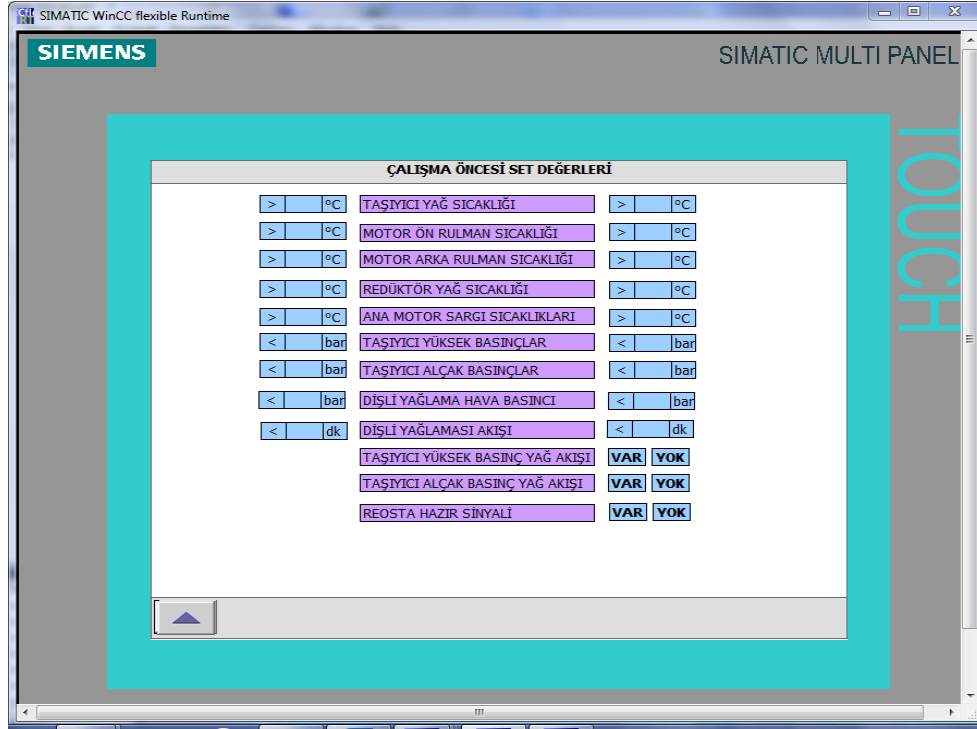 SIMATIC WinCC flexible Runtime
SIEMENS
SIMATIC MULTI PANEL
TOUCH
ÇALIŞMA ÖNCESİ SET DEĞERLERİ
> °C TAŞIYICI YAĞ SICAKLIĞI > °C
> °C MOTOR ÖN RULMAN SICAKLIĞI > °C
> °C MOTOR ARKA RULMAN SICAKLIĞI > °C
> °C REDÜKTÖR YAĞ SICAKLIĞI > °C
> °C ANA MOTOR SARGI SICAKLIKLARI > °C
< bar TAŞIYICI YÜKSEK BASINÇLAR < bar
< bar TAŞIYICI ALÇAK BASINÇLAR < bar
< bar DİŞLİ YAĞLAMA HAVA BASINCI < bar
< dk DİŞLİ YAĞLAMASI AKIŞI < dk
TAŞIYICI YÜKSEK BASINÇ YAĞ AKIŞI VAR YOK
TAŞIYICI ALÇAK BASINÇ YAĞ AKIŞI VAR YOK
REOSTA HAZIR SİNYALİ VAR YOK